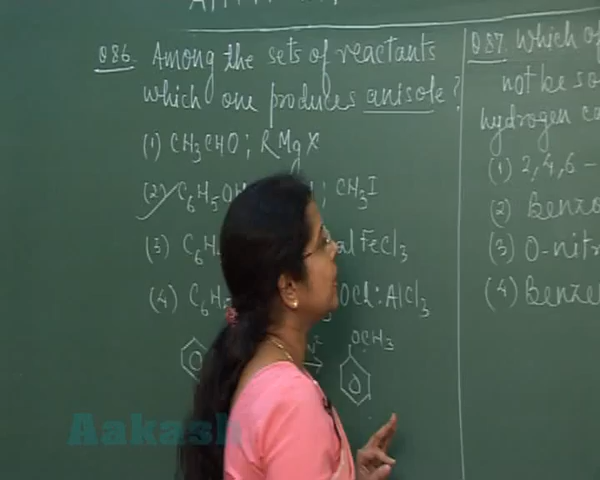 Q86. Among the sets of reactants
which one produces anisole ?
(1) CH3CHO ; RMgX
(2) C6H5OH ; CH3I
(3) C6H al FeCl3
(4) C6H OCl : AlCl3
OCH3
Q87. Which of
not be so
hydrogen ca
(1) 2,4,6 -
(2) Benzo
(3) O-nitr
(4) Benze
Aakash